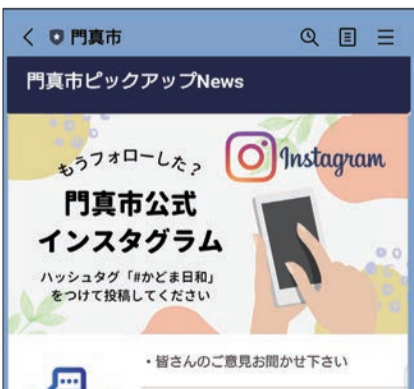 門真市
門真市ピックアップNews
もうフォローした？
Instagram
門真市公式
インスタグラム
ハッシュタグ「#かどま日和」
をつけて投稿してください
・皆さんのご意見お聞かせ下さい